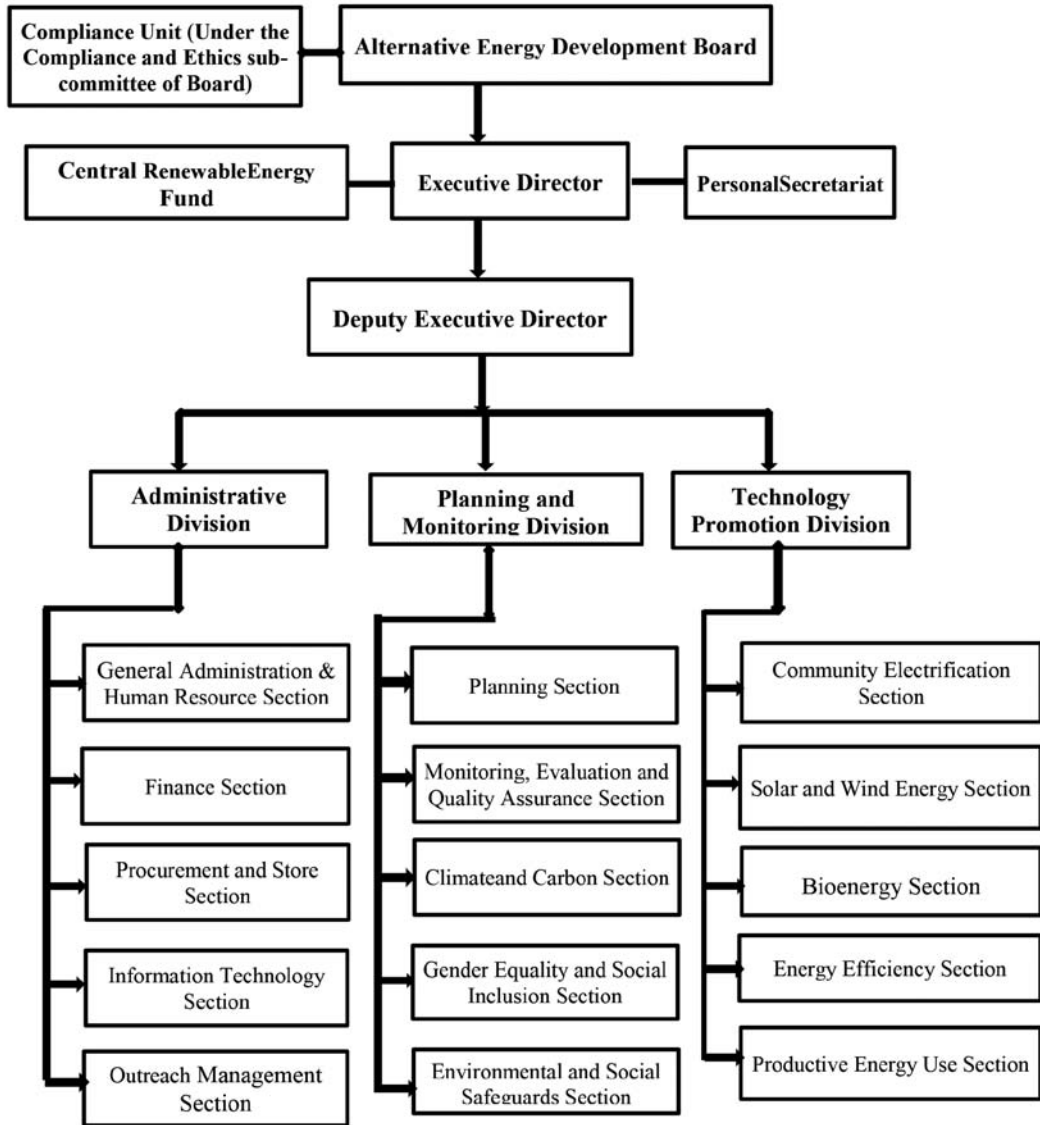 Compliance Unit (Under the
Compliance and Ethics sub-
committee of Board)
Alternative Energy Development Board
Central RenewableEnergy
Fund
Executive Director
PersonalSecretariat
Deputy Executive Director
Administrative
Division
Planning and
Monitoring Division
Technology
Promotion Division
General Administration &
Human Resource Section
Finance Section
Procurement and Store
Section
Information Technology
Section
Outreach Management
Section
Planning Section
Monitoring, Evaluation and
Quality Assurance Section
Climateand Carbon Section
Gender Equality and Social
Inclusion Section
Environmental and Social
Safeguards Section
Community Electrification
Section
Solar and Wind Energy Section
Bioenergy Section
Energy Efficiency Section
Productive Energy Use Section